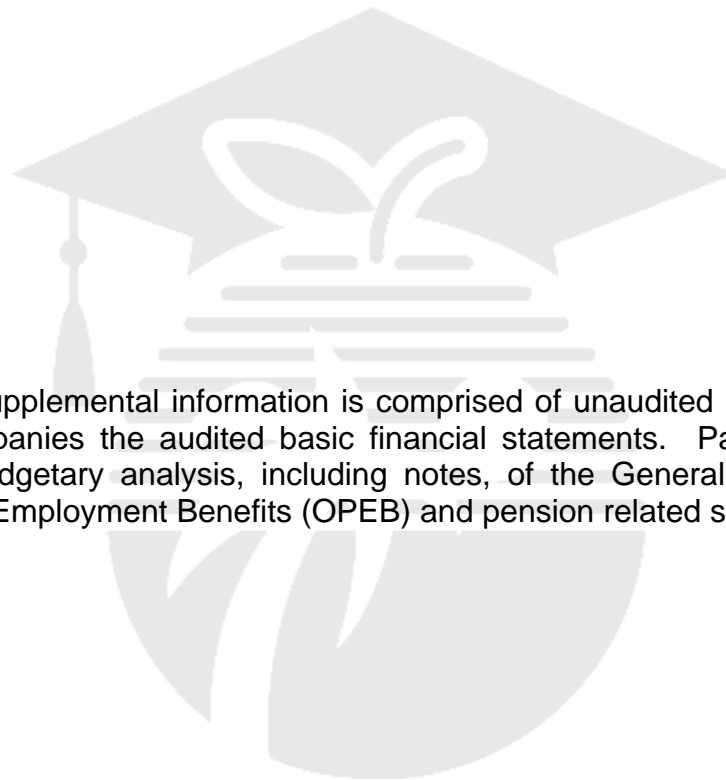 upplemental information is comprised of unaudited
panies the audited basic financial statements. Pa
dgetary analysis, including notes, of the General
Employment Benefits (OPEB) and pension related s